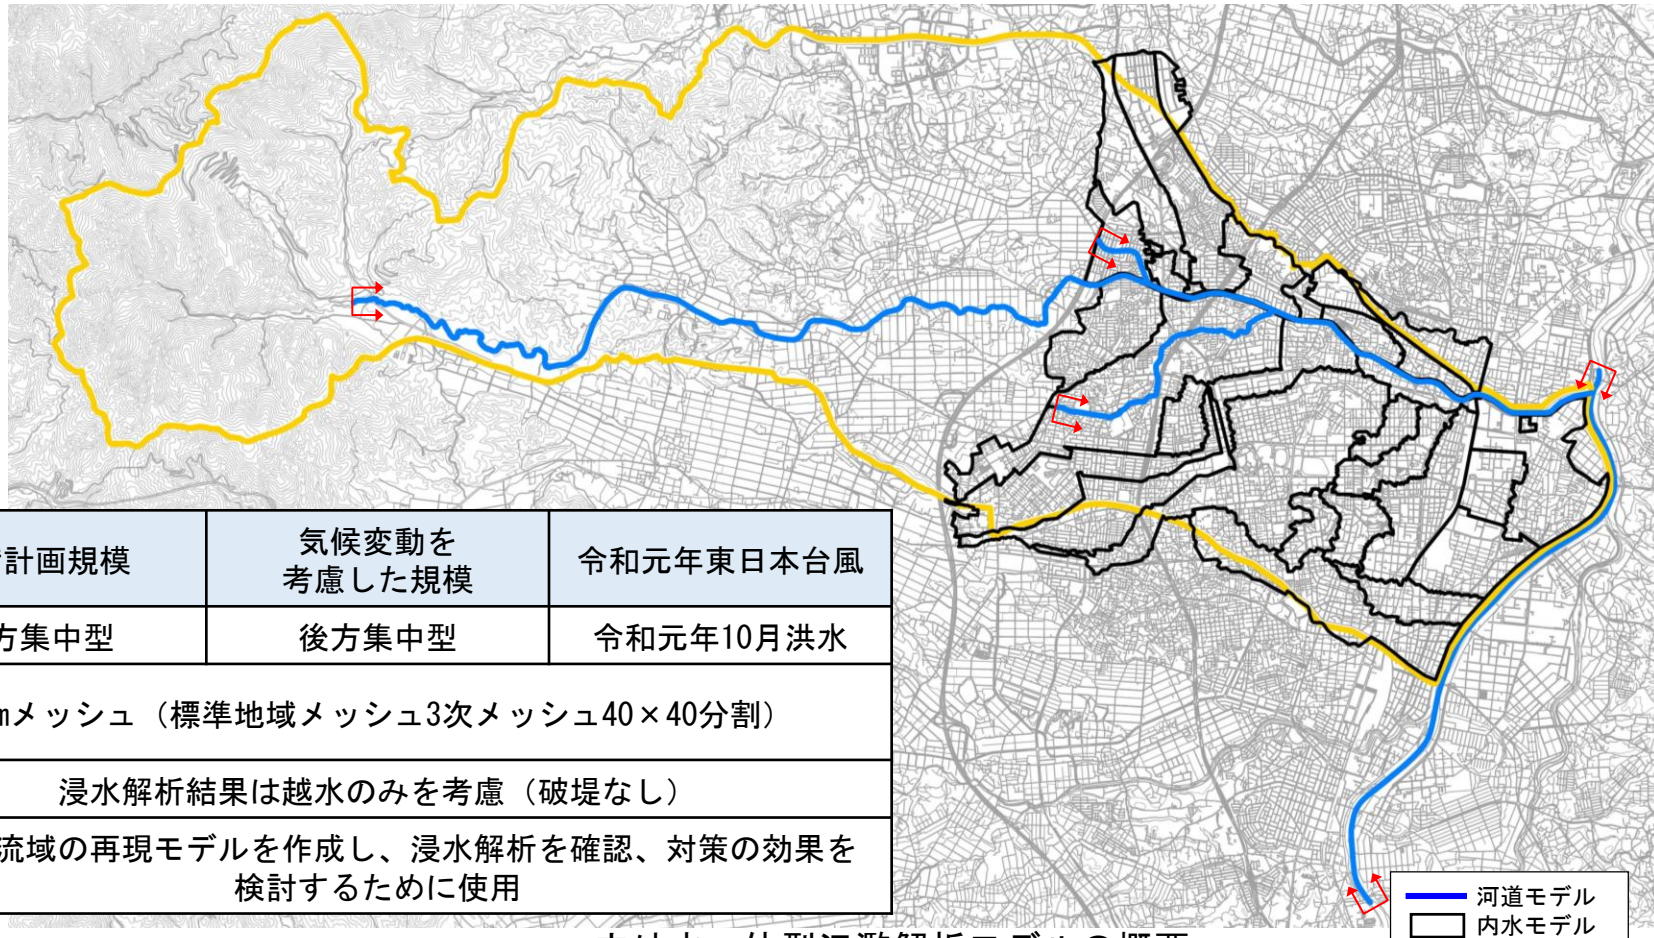 計画規模
気候変動を
考慮した規模
令和元年東日本台風
方集中型
後方集中型
令和元年10月洪水
mメッシュ（標準地域メッシュ3次メッシュ40×40分割）
浸水解析結果は越水のみを考慮（破堤なし）
流域の再現モデルを作成し、浸水解析を確認、対策の効果を
検討するために使用
河道モデル
内水モデル